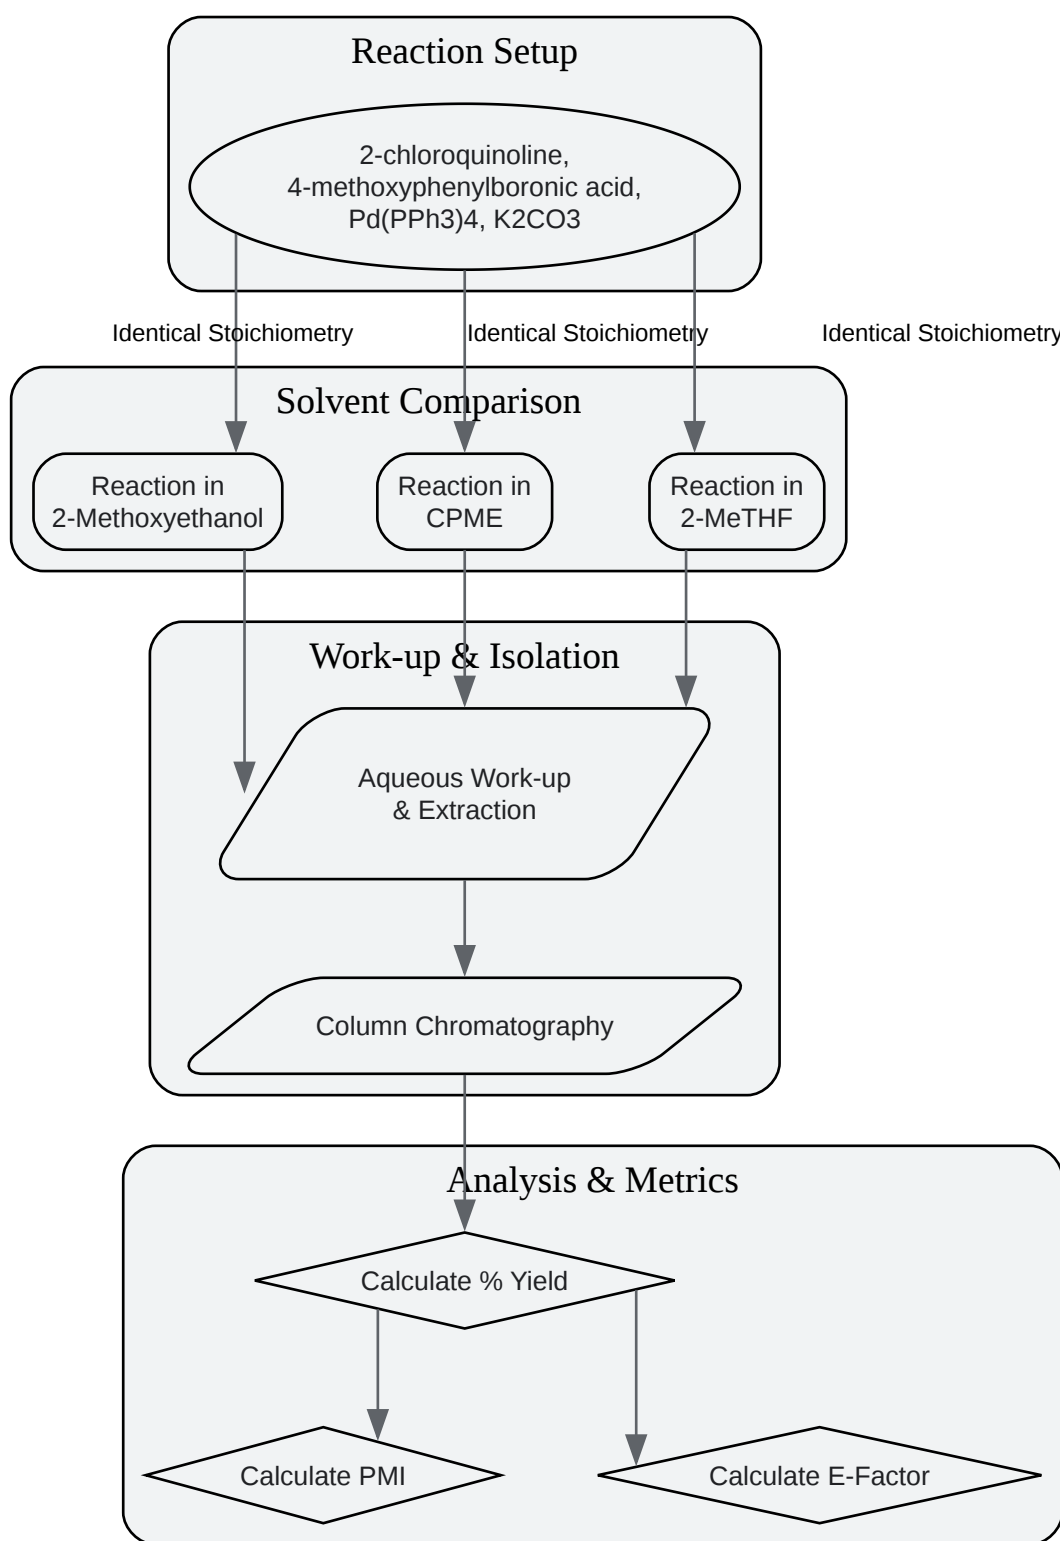 Reaction Setup
2-chloroquinoline,
4-methoxyphenylboronic acid,
Pd(PPh3)4, K2CO3
Identical Stoichiometry
Identical Stoichiometry
Identical Stoichiometry
Solvent Comparison
Reaction in
2-Methoxyethanol
Reaction in
CPME
Reaction in
2-MeTHF
Work-up & Isolation
Aqueous Work-up
& Extraction
Column Chromatography
Analysis & Metrics
Calculate % Yield
Calculate PMI
Calculate E-Factor